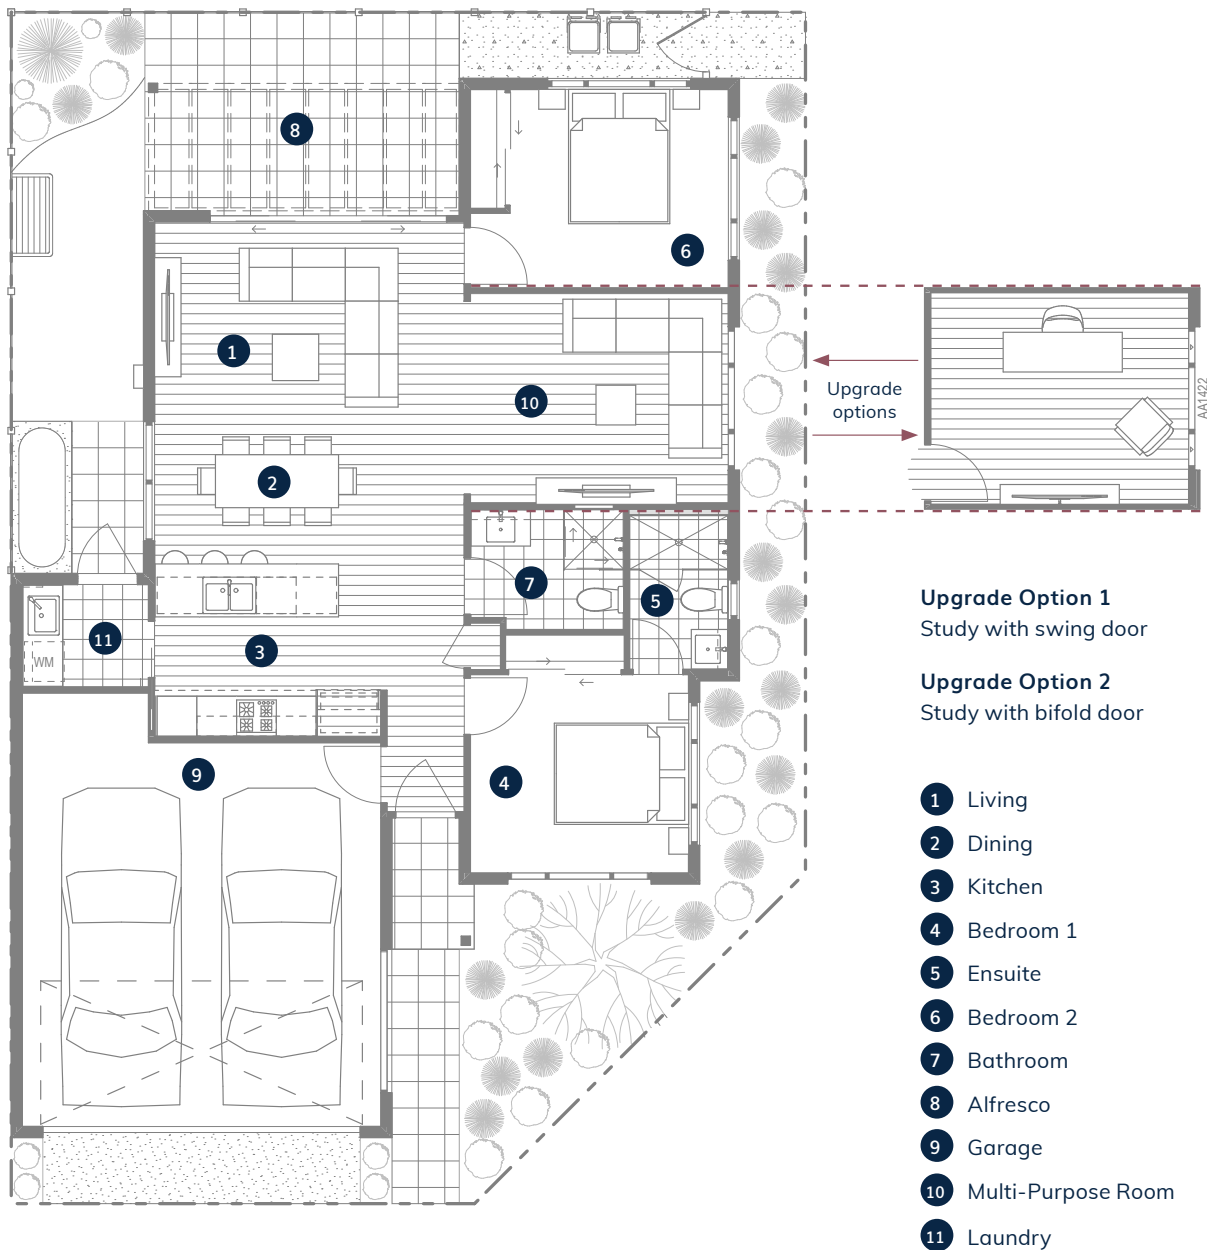 8
6
1
10
2
7
5
11
WM
3
9
4
Upgrade
options
AA1422
Upgrade Option 1
Study with swing door
Upgrade Option 2
Study with bifold door
1 Living
2 Dining
3 Kitchen
4 Bedroom 1
5 Ensuite
6 Bedroom 2
7 Bathroom
8 Alfresco
9 Garage
10 Multi-Purpose Room
11 Laundry